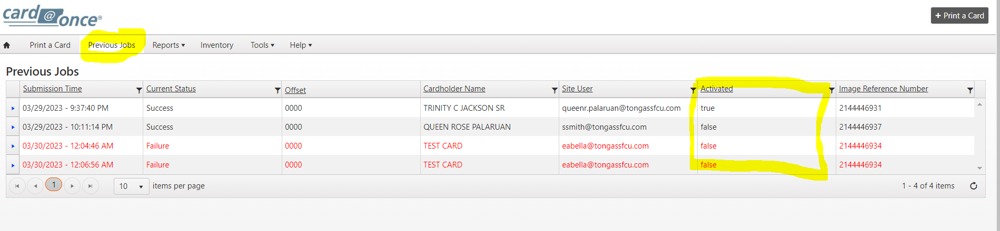 card@once®
+ Print a Card
Print a Card Previous Jobs Reports Inventory Tools Help
Previous Jobs
Submission Time Current Status Offset Cardholder Name Site User Activated Image Reference Number
03/29/2023 - 9:37:40 PM Success 0000 TRINITY C JACKSON SR queenr.palaruan@tongassfcu.com true 2144446931
03/29/2023 - 10:11:14 PM Success 0000 QUEEN ROSE PALARUAN ssmith@tongassfcu.com false 2144446937
03/30/2023 - 12:04:46 AM Failure 0000 TEST CARD eabella@tongassfcu.com false 2144446934
03/30/2023 - 12:06:56 AM Failure 0000 TEST CARD eabella@tongassfcu.com false 2144446934
1 10 items per page 1 - 4 of 4 items